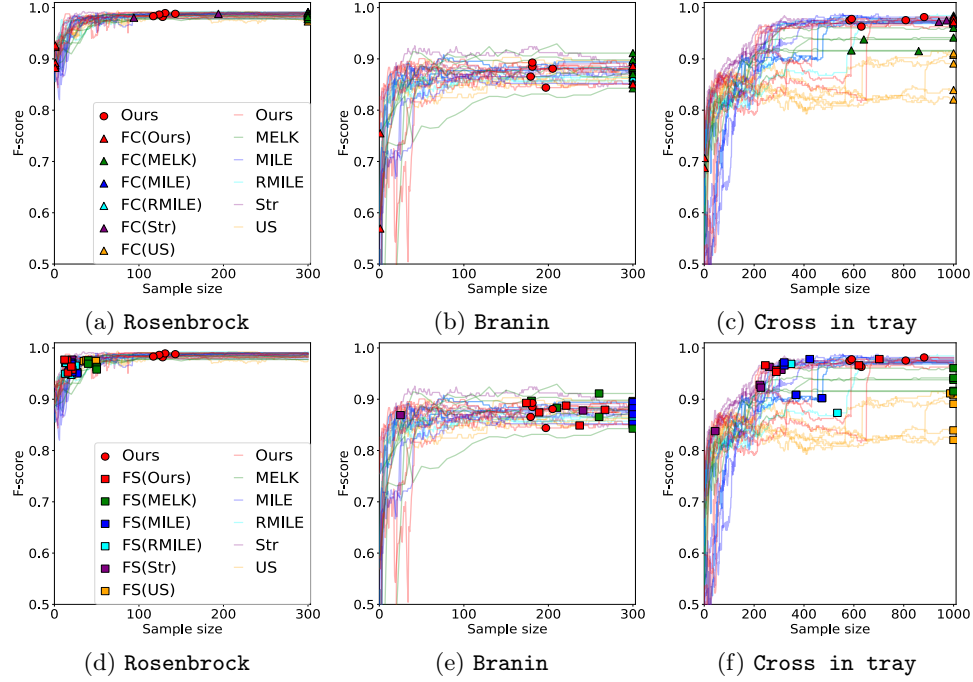 1.0
0.9
0.8
0.7
0.6
0.5
F-score
0 100 200 300
Sample size
Ours
FC(Ours)
FC(MELK)
FC(MILE)
FC(RMILE)
FC(Str)
FC(US)
Ours
MELK
MILE
RMILE
Str
US
(a) Rosenbrock
1.0
0.9
0.8
0.7
0.6
0.5
F-score
0 100 200 300
Sample size
(b) Branin
1.0
0.9
0.8
0.7
0.6
0.5
F-score
0 200 400 600 800 1000
Sample size
(c) Cross in tray
1.0
0.9
0.8
0.7
0.6
0.5
F-score
0 100 200 300
Sample size
Ours
FS(Ours)
FS(MELK)
FS(MILE)
FS(RMILE)
FS(Str)
FS(US)
Ours
MELK
MILE
RMILE
Str
US
(d) Rosenbrock
1.0
0.9
0.8
0.7
0.6
0.5
F-score
0 100 200 300
Sample size
(e) Branin
1.0
0.9
0.8
0.7
0.6
0.5
F-score
0 200 400 600 800 1000
Sample size
(f) Cross in tray